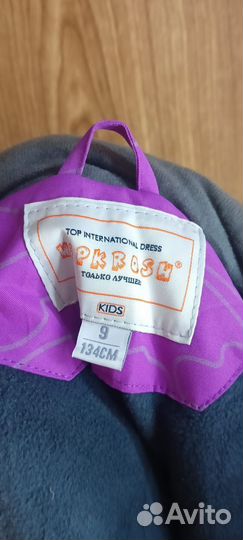 TOP INTERNATIONAL DRESS
ТОЛЬКО ЛУЧШЕЕ
KIDS
9
134CM
Avito